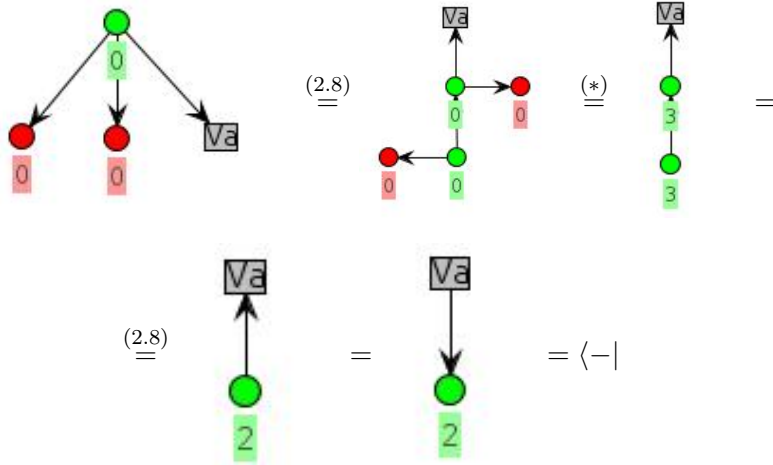 Va Va
0
(2.8) = (*) = =
0 0 3
Va
0 0 0 0 3
Va Va
(2.8) = = = ⟨−|
2 2